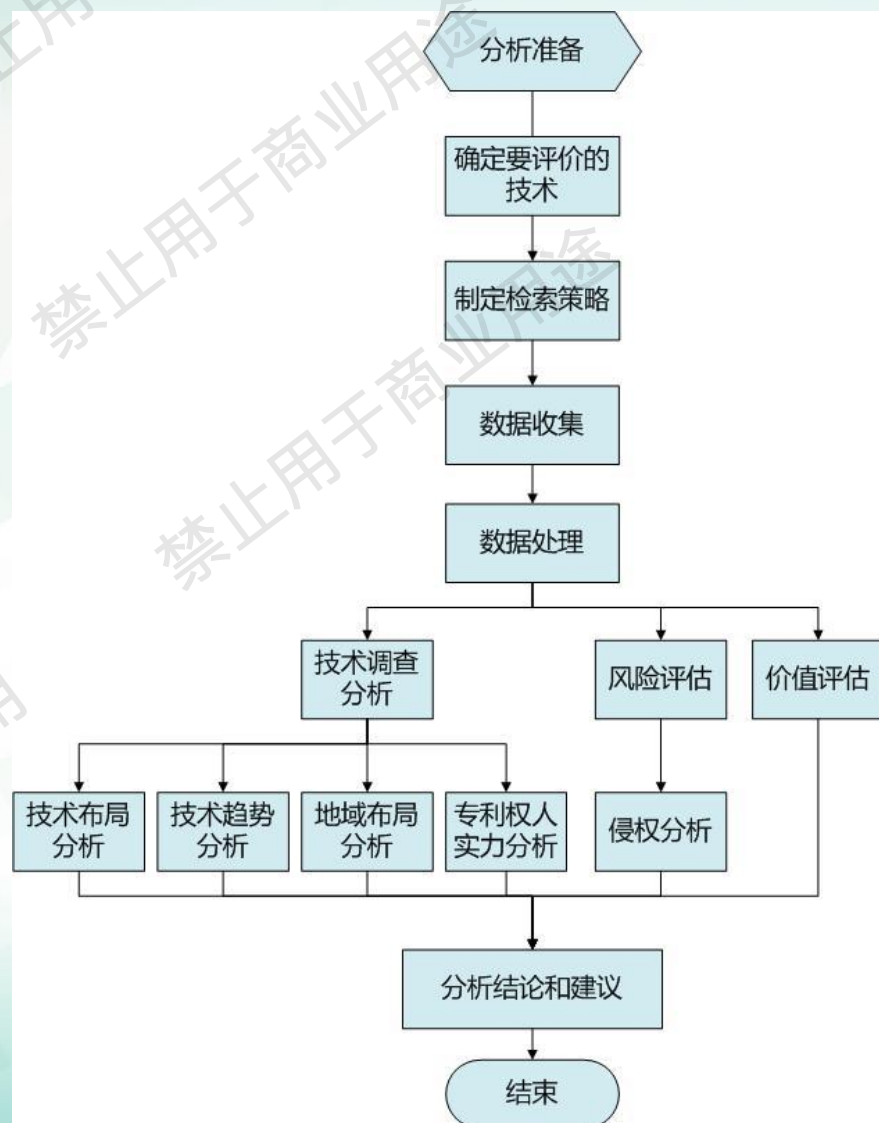 分析准备
确定要评价的
技术
制定检索策略
数据收集
数据处理
技术调查
分析
风险评估
价值评估
技术布局
分析
技术趋势
分析
地域布局
分析
专利权人
实力分析
侵权分析
分析结论和建议
结束
禁止用于商业用途
禁止用于商业用途
止用
用